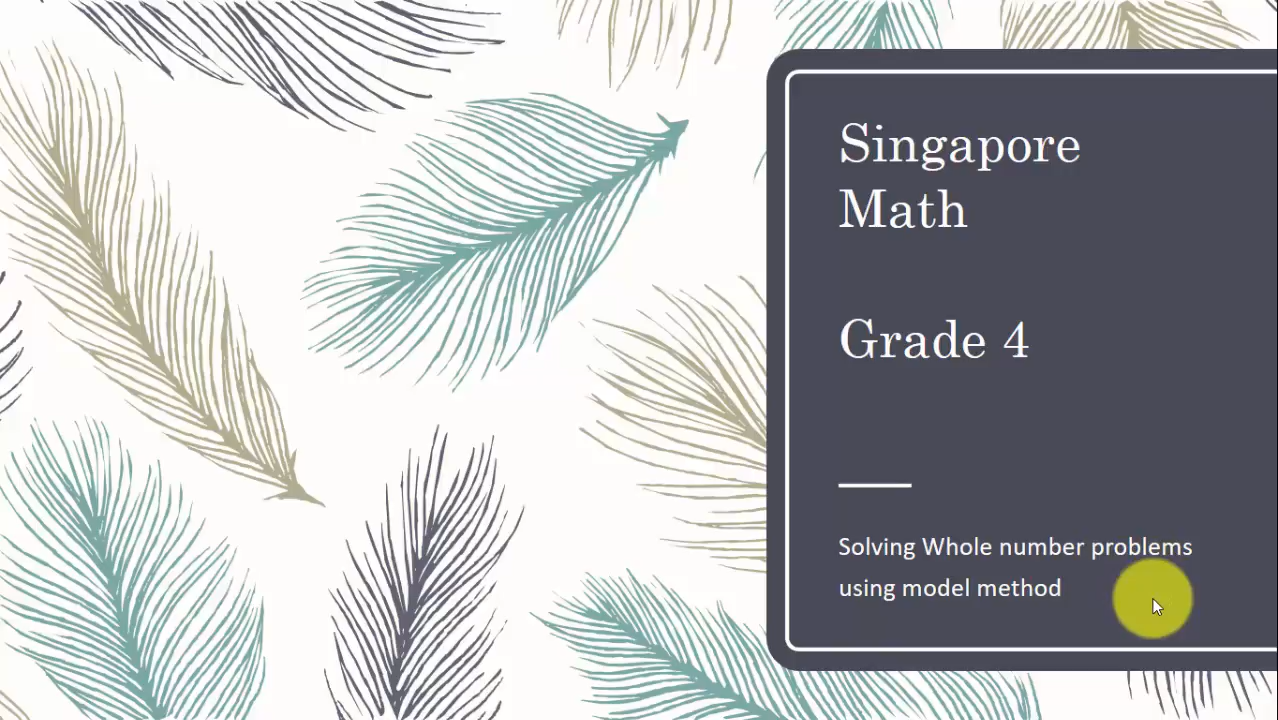 Singapore
Math
Grade 4
Solving Whole number problems
using model method